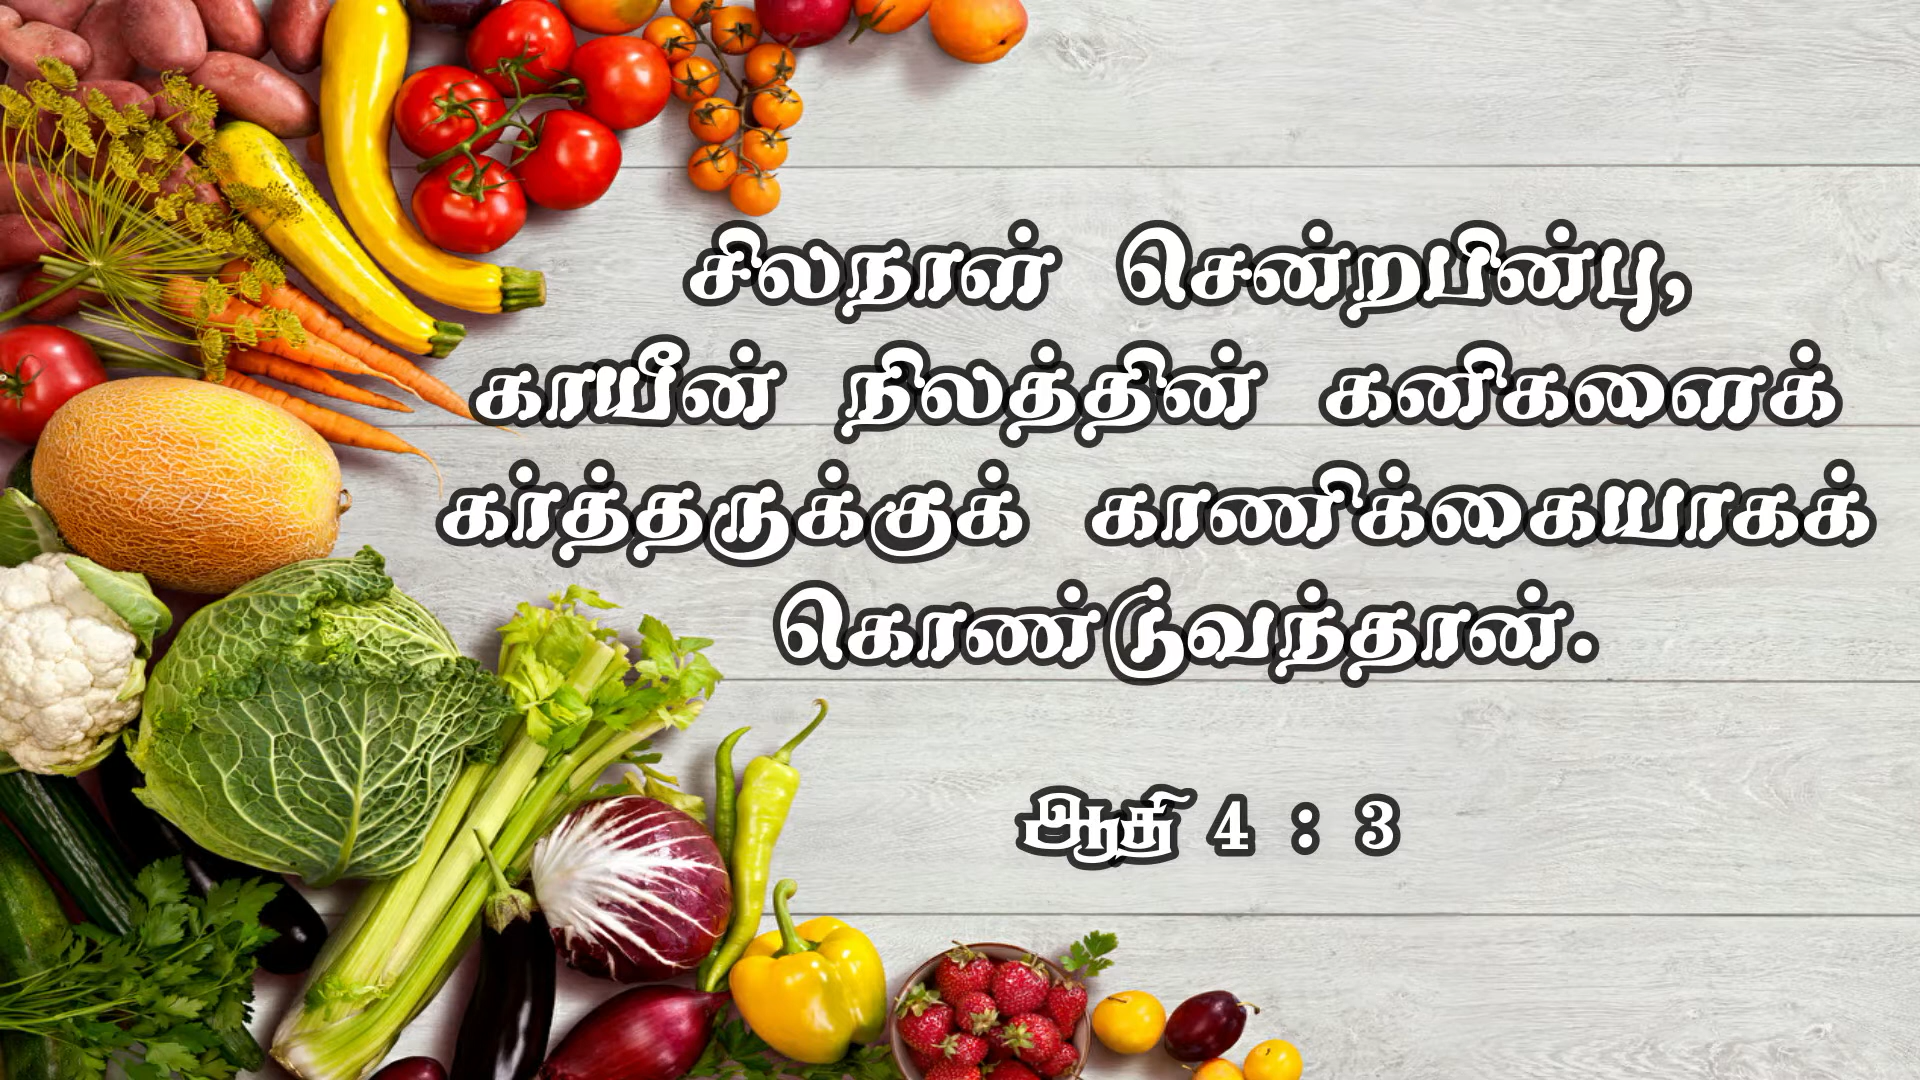 சிலநாள் சென்றபின்பு,
காயீன் நிலத்தின் கனிகளைக்
கர்த்தருக்குக் காணிக்கையாகக்
கொண்டுவந்தான்.
ஆதி 4 : 3